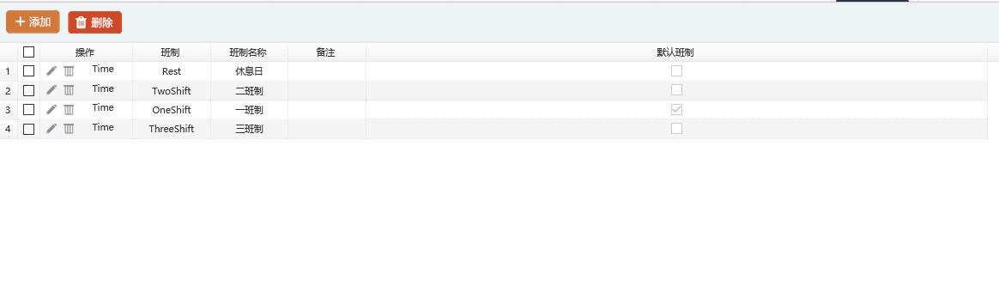 添加 删除
操作 班制 班制名称 备注 默认班制
1 Time Rest 休息日
2 Time TwoShift 二班制
3 Time OneShift 一班制
4 Time ThreeShift 三班制